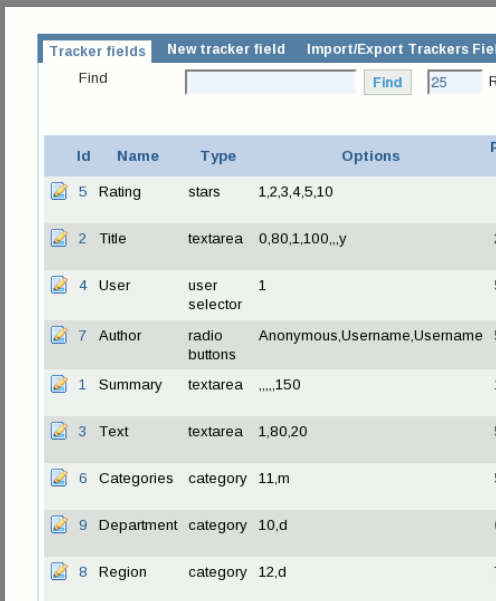 Tracker fields New tracker field Import/Export Trackers
Find Find 25
Id Name Type Options
5 Rating stars 1,2,3,4,5,10
2 Title textarea 0,80,1,100,,,y
4 User user 1
selector
7 Author radio Anonymous,Username,Username
buttons
1 Summary textarea ,,,,,150
3 Text textarea 1,80,20
6 Categories category 11,m
9 Department category 10,d
8 Region category 12,d